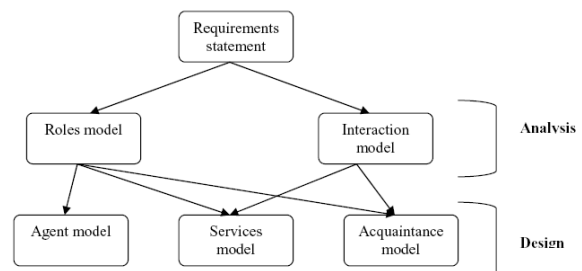 Requirements
statement
Roles model
Interaction
model
Analysis
Agent model
Services
model
Acquaintance
model
Design